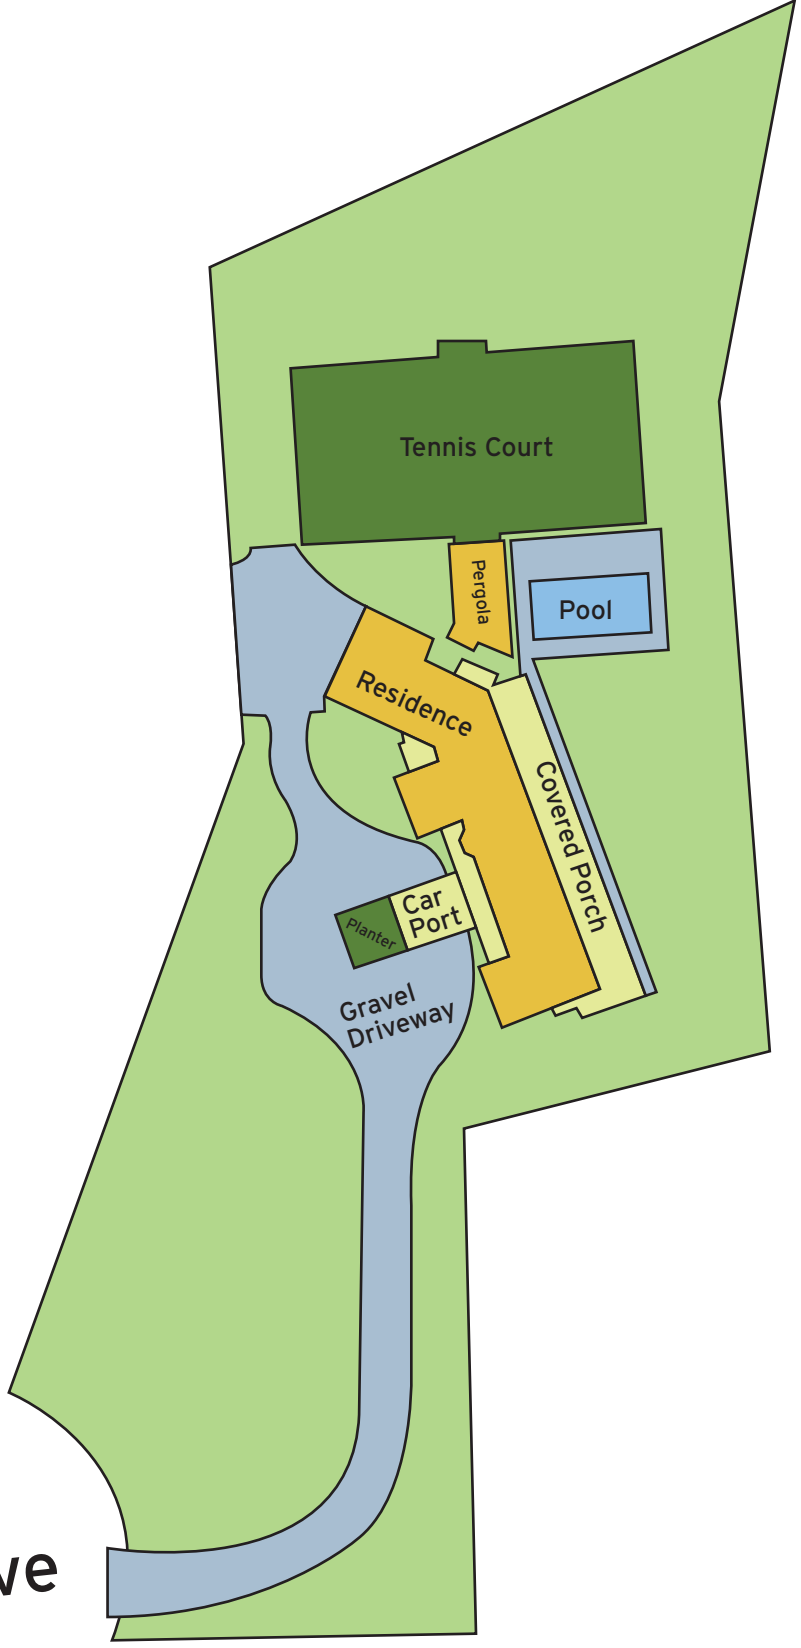 Tennis Court
Pergola
Pool
Residence
Covered Porch
Car
Port
Planter
Gravel
Driveway
ve